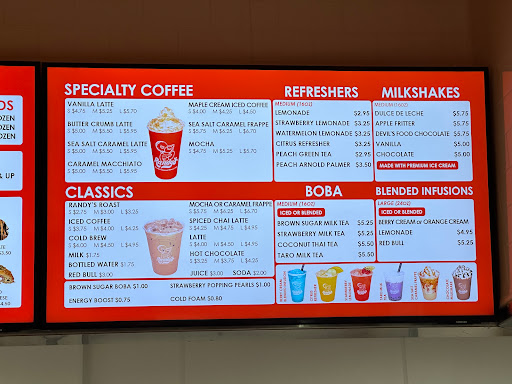 DS
OZEN
OZEN
OZEN
& UP
SPECIALTY COFFEE
VANILLA LATTE
S $4.75 M $5.25 L $5.70
BUTTER CRUMB LATTE
S $5.00 M $5.50 L $5.95
SEA SALT CARAMEL LATTE
S $5.00 M $5.50 L $5.95
CARAMEL MACCHIATO
S $5.00 M $5.50 L $5.95
MAPLE CREAM ICED COFFEE
S $4.00 M $4.25 L $4.50
SEA SALT CARAMEL FRAPPE
S $5.75 M $6.25 L $6.70
MOCHA
S $4.75 M $5.25 L $5.70
REFRESHERS
MEDIUM (16OZ)
LEMONADE $2.95
STRAWBERRY LEMONADE $3.25
WATERMELON LEMONADE $3.25
CITRUS REFRESHER $3.25
PEACH GREEN TEA $2.95
PEACH ARNOLD PALMER $3.50
MILKSHAKES
MEDIUM (16OZ)
DULCE DE LECHE $5.75
APPLE FRITTER $5.75
DEVILS FOOD CHOCOLATE $5.75
VANILLA $5.00
CHOCOLATE $5.00
MADE WITH PREMIUM ICE CREAM
CLASSICS
RANDY'S ROAST
S $2.75 M $3.00 L $3.25
ICED COFFEE
S $3.75 M $4.00 L $4.25
COLD BREW
S $4.00 M $4.50 L $4.95
MILK $1.75
BOTTLED WATER $1.75
RED BULL $3.00
MOCHA OR CARAMEL FRAPPE
S $5.75 M $6.25 L $6.70
SPICED CHAI LATTE
S $4.25 M $4.75 L $4.95
LATTE
S $4.00 M $4.50 L $4.95
HOT CHOCOLATE
S $3.25 M $3.75 L $4.25
JUICE $3.00 SODA $2.00
BROWN SUGAR BOBA $1.00
STRAWBERRY POPPING PEARLS $1.00
ENERGY BOOST $0.75
COLD FOAM $0.80
BOBA
MEDIUM (16OZ)
ICED OR BLENDED
BROWN SUGAR MILK TEA $5.25
STRAWBERRY MILK TEA $5.25
COCONUT THAI TEA $5.50
TARO MILK TEA $5.50
BLENDED INFUSIONS
LARGE (24OZ)
ICED OR BLENDED
BERRY CREAM or ORANGE CREAM
LEMONADE $4.95
RED BULL $5.25